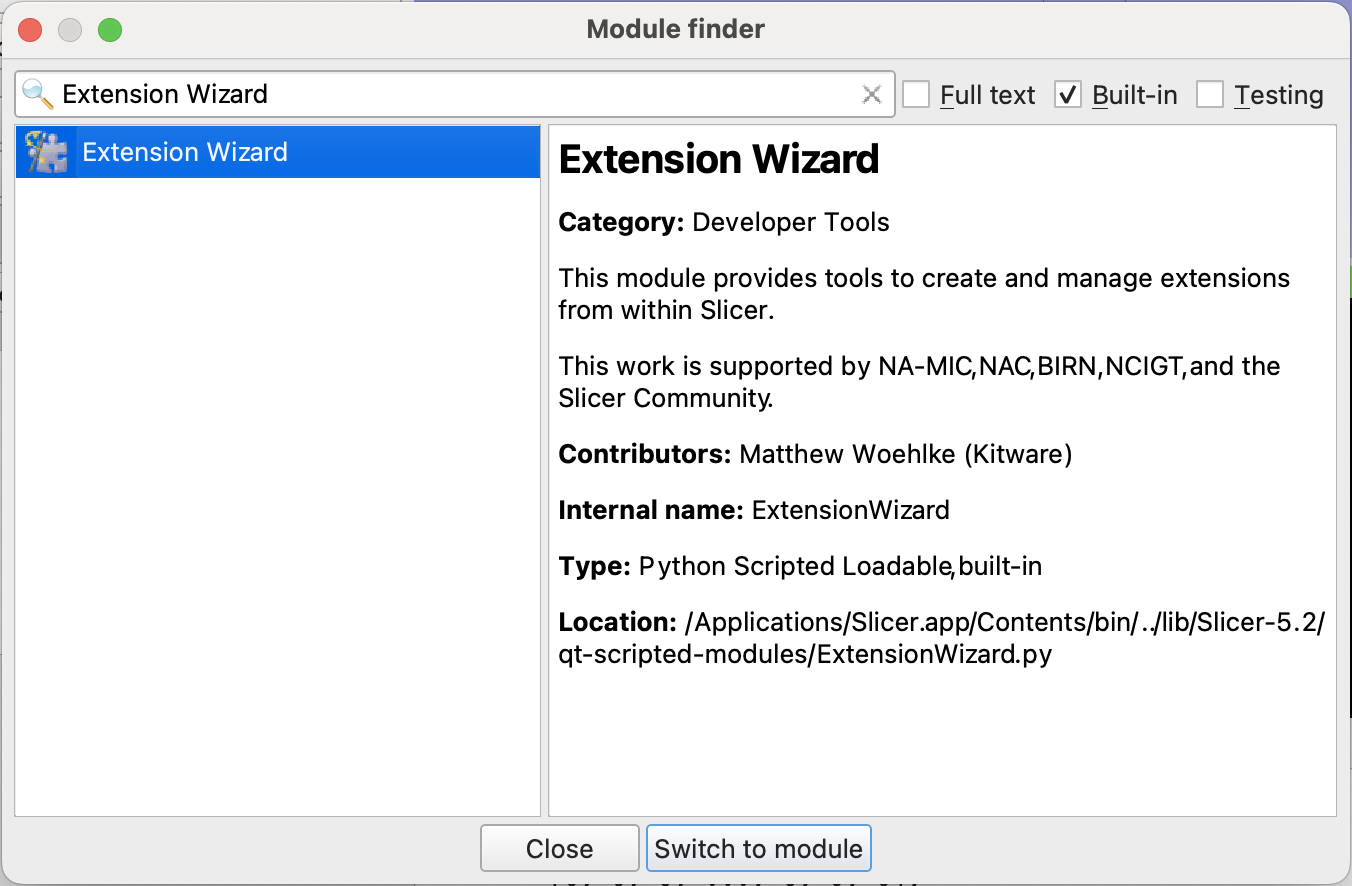 Module finder
Extension Wizard
Full text
Built-in
Testing
Extension Wizard
Extension Wizard
Category: Developer Tools
This module provides tools to create and manage extensions
from within Slicer.
This work is supported by NA-MIC,NAC,BIRN,NCIGT,and the
Slicer Community.
Contributors: Matthew Woehlke (Kitware)
Internal name: ExtensionWizard
Type: Python Scripted Loadable,built-in
Location: /Applications/Slicer.app/Contents/bin/../lib/Slicer-5.2/
qt-scripted-modules/ExtensionWizard.py
Close
Switch to module